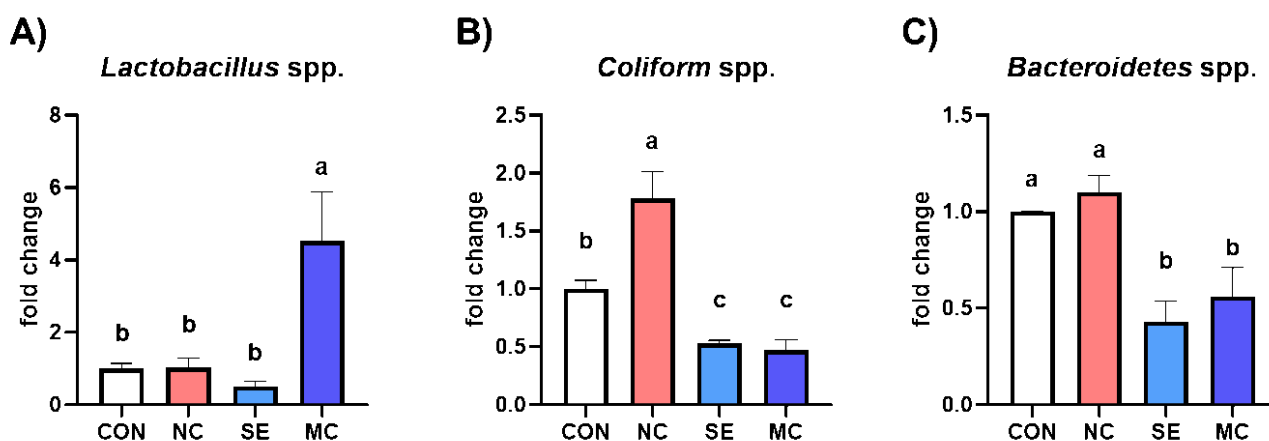 A)
Lactobacillus spp.
fold change
8
6
4
2
0
b
b
b
a
CON NC SE MC
B)
Coliform spp.
fold change
2.5
2.0
1.5
1.0
0.5
0.0
b
a
c
c
CON NC SE MC
C)
Bacteroidetes spp.
fold change
1.5
1.0
0.5
0.0
a
a
b
b
CON NC SE MC